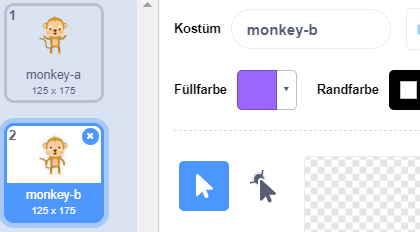 1
monkey-a
125 x 175
2
monkey-b
125 x 175
Kostüm monkey-b
Füllfarbe Randfarbe